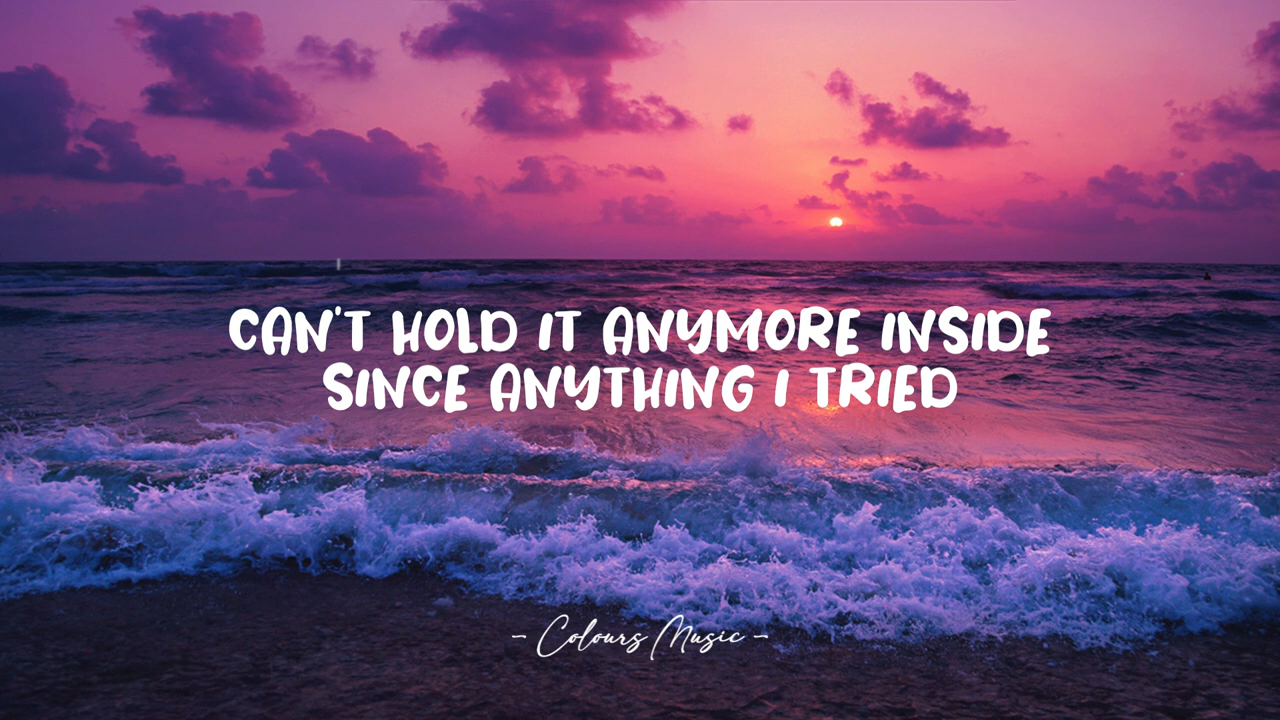 CAN'T HOLD IT ANYMORE INSIDE
SINCE ANYTHING I TRIED
- Colours Music -